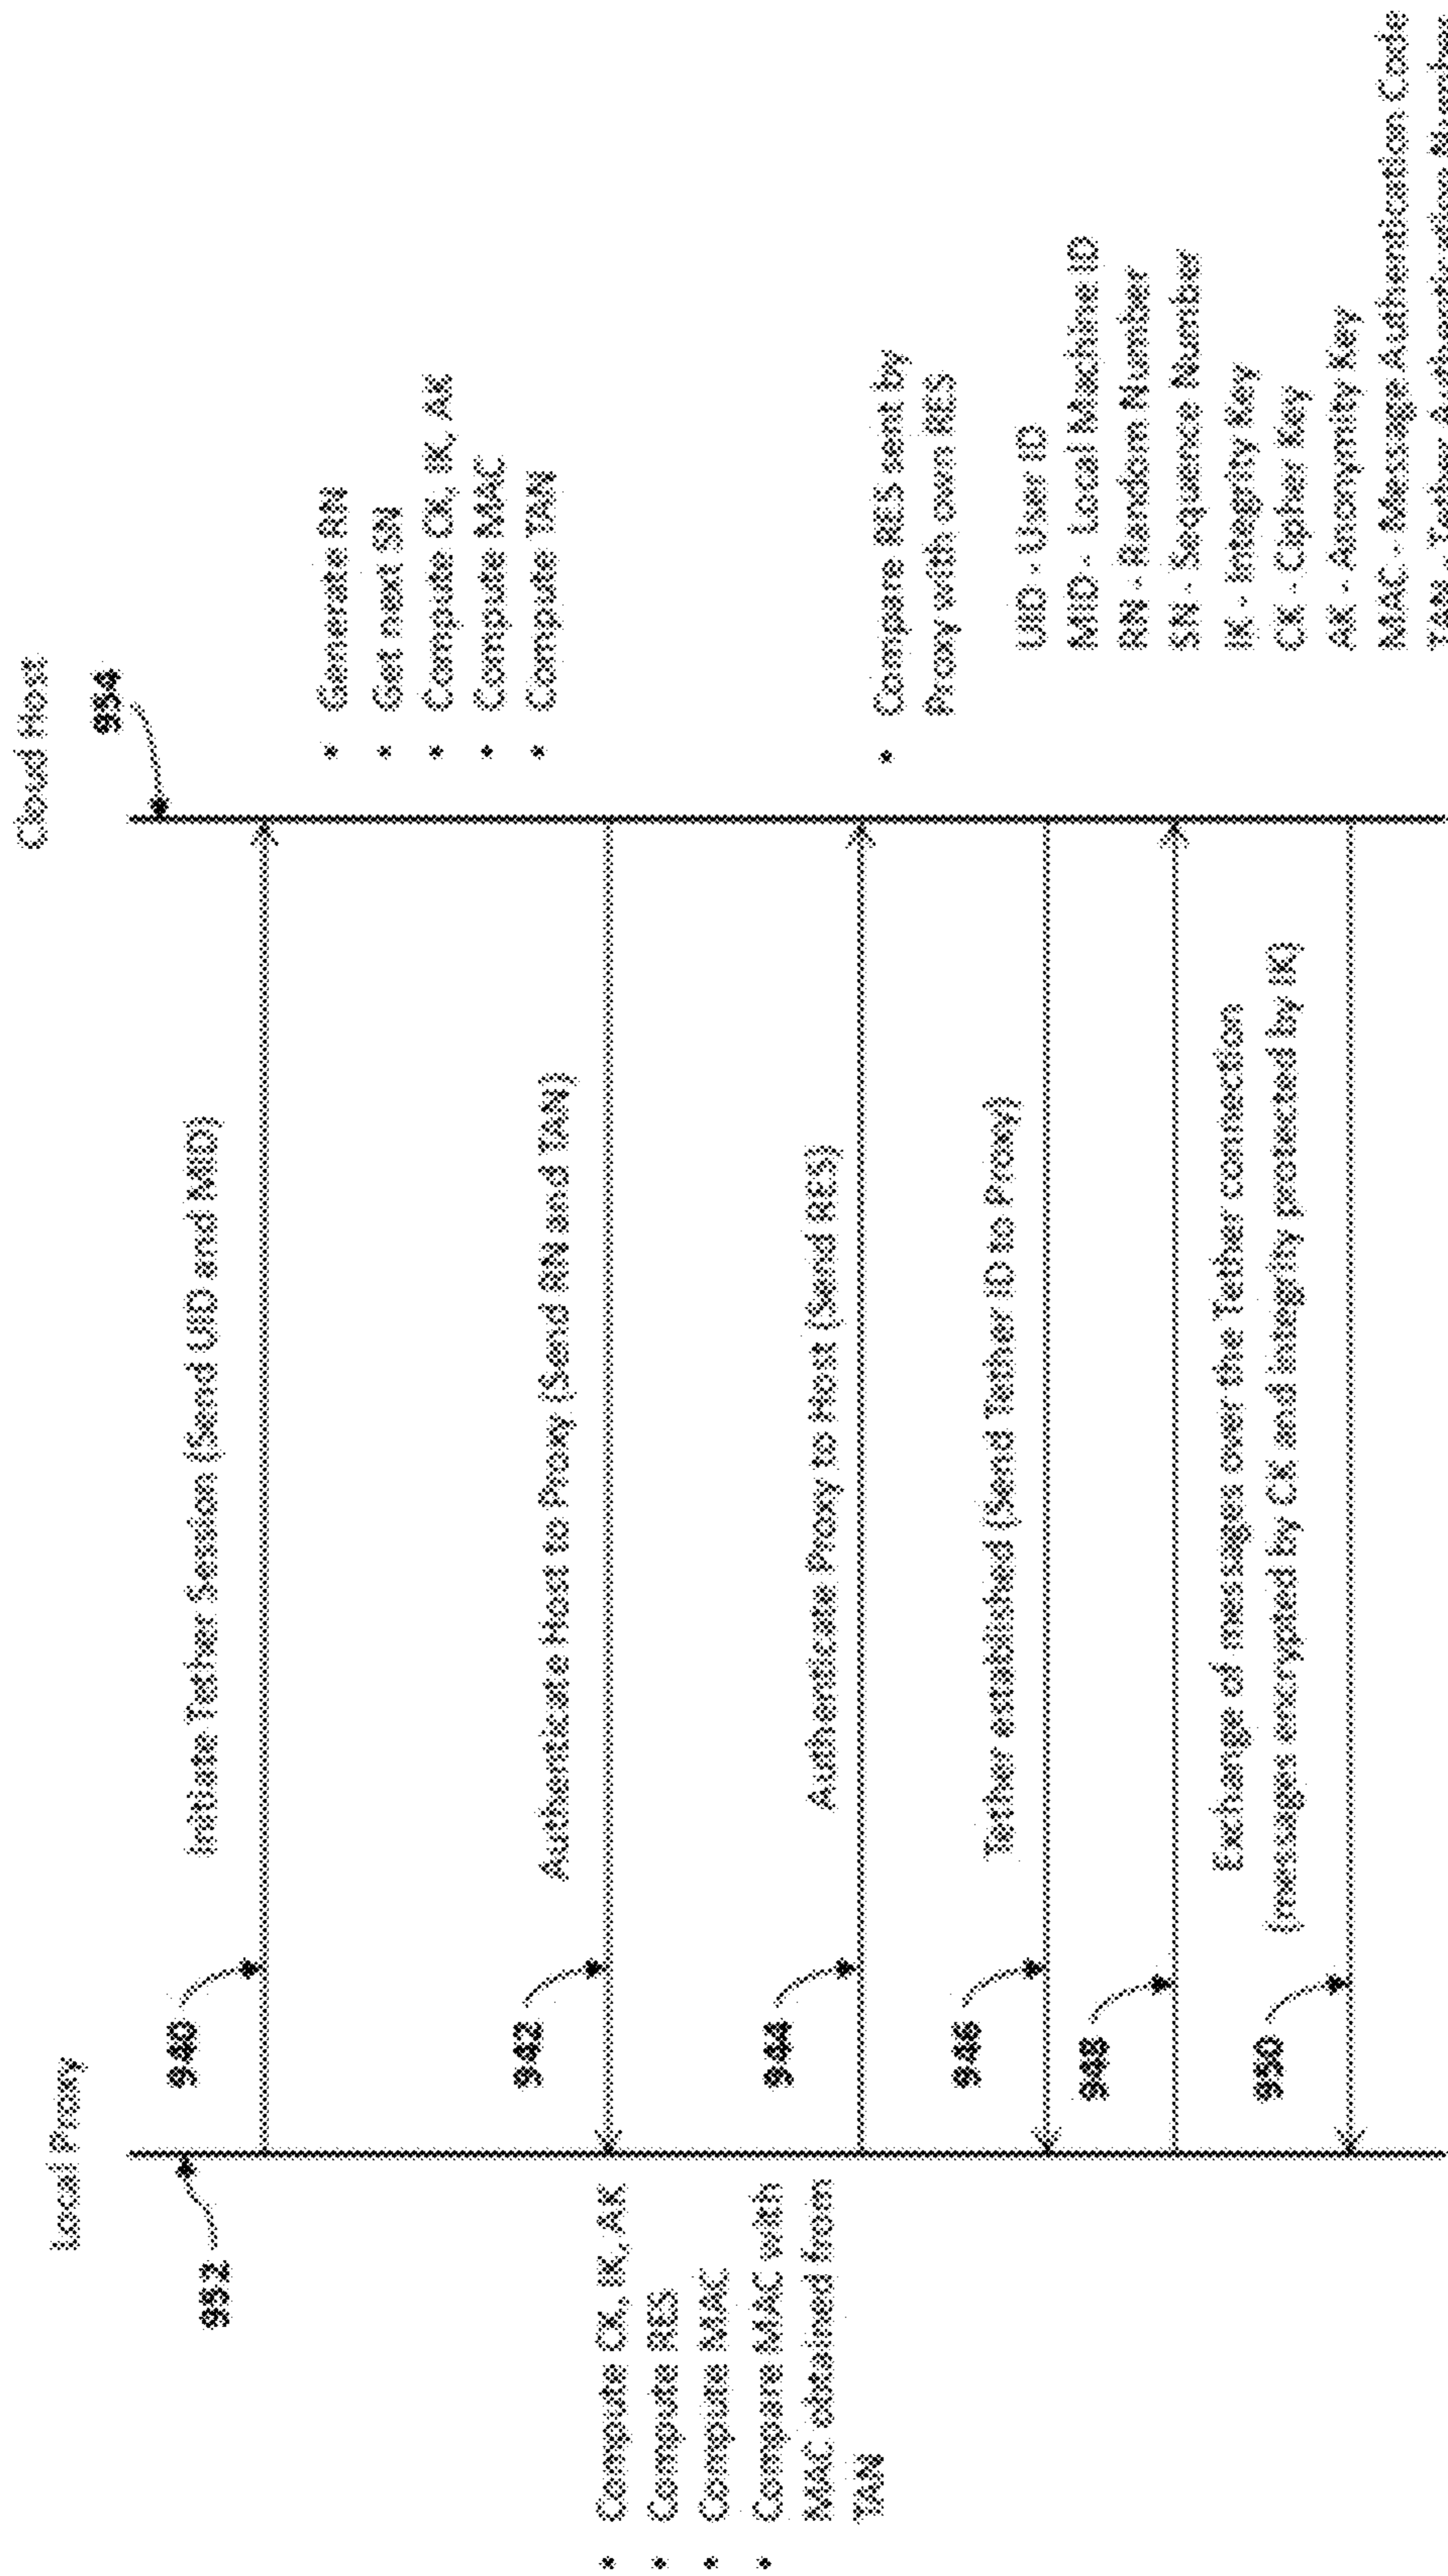 Local Proxy
Cloud Host
952
954
940
Initiate Tether Session (Send UID and MID)
• Generate RN
• Get next SN
• Compute CK, IK, AK
• Compute MAC
• Compute TAN
942
Authenticate Host to Proxy (Send RN and TAN)
• Compute CK, IK, AK
• Compute RES
• Compute MAC
• Compare MAC with
MAC obtained from
TAN
944
Authenticate Proxy to Host (Send RES)
• Compare RES sent by
Proxy with own RES
946
Tether established (Send Tether ID to Proxy)
948
Exchange of messages over the Tether connection
(messages encrypted by CK and integrity protected by IK)
950
UID - User ID
MID - Local Machine ID
RN - Random Number
SN - Sequence Number
IK - Integrity Key
CK - Cipher Key
AK - Anonymity Key
MAC - Message Authentication Code
TAN - Tether Authentication Number